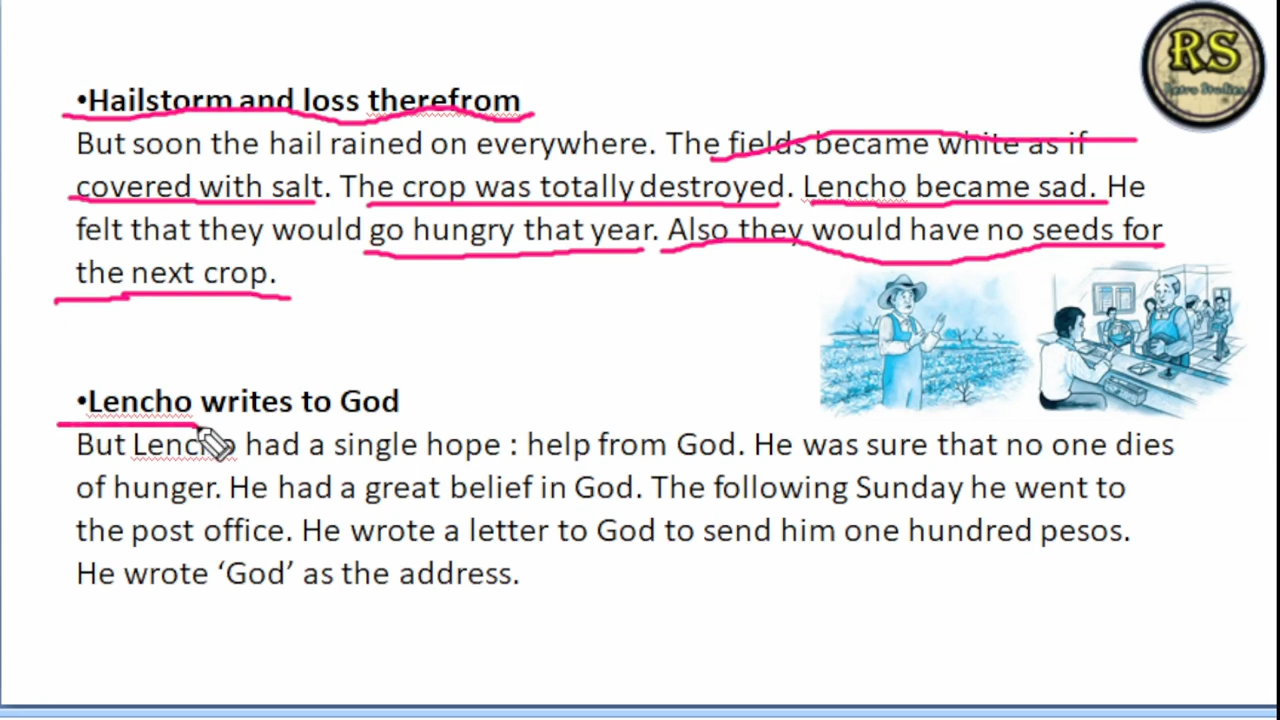 RS
Retro Studies
•Hailstorm and loss therefrom
But soon the hail rained on everywhere. The fields became white as if
covered with salt. The crop was totally destroyed. Lencho became sad. He
felt that they would go hungry that year. Also they would have no seeds for
the next crop.
•Lencho writes to God
But Lencho had a single hope : help from God. He was sure that no one dies
of hunger. He had a great belief in God. The following Sunday he went to
the post office. He wrote a letter to God to send him one hundred pesos.
He wrote ‘God’ as the address.